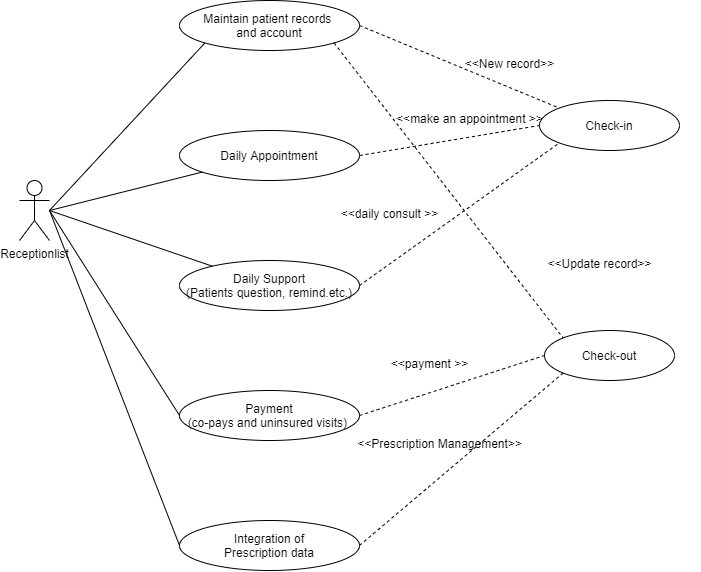 Maintain patient records
and account
<<New record>>
<<make an appointment >>
Check-in
Daily Appointment
<<daily consult >>
Receptionlist
<<Update record>>
Daily Support
(Patients question, remind.etc.)
Check-out
<<payment >>
Payment
(co-pays and uninsured visits)
<<Prescription Management>>
Integration of
Prescription data